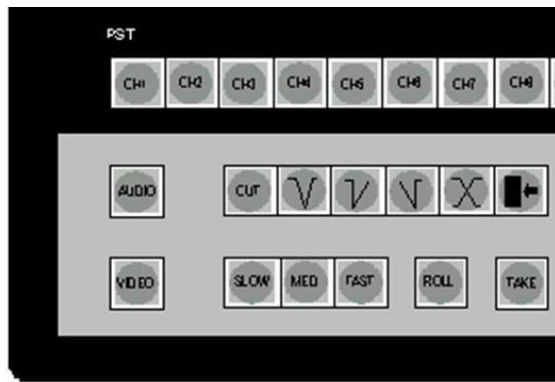 PST
CH1 CH2 CH3 CH4 CH5 CH6 CH7 CH8
AUDIO CUT
VIDEO SLOW MED FAST ROLL TAKE